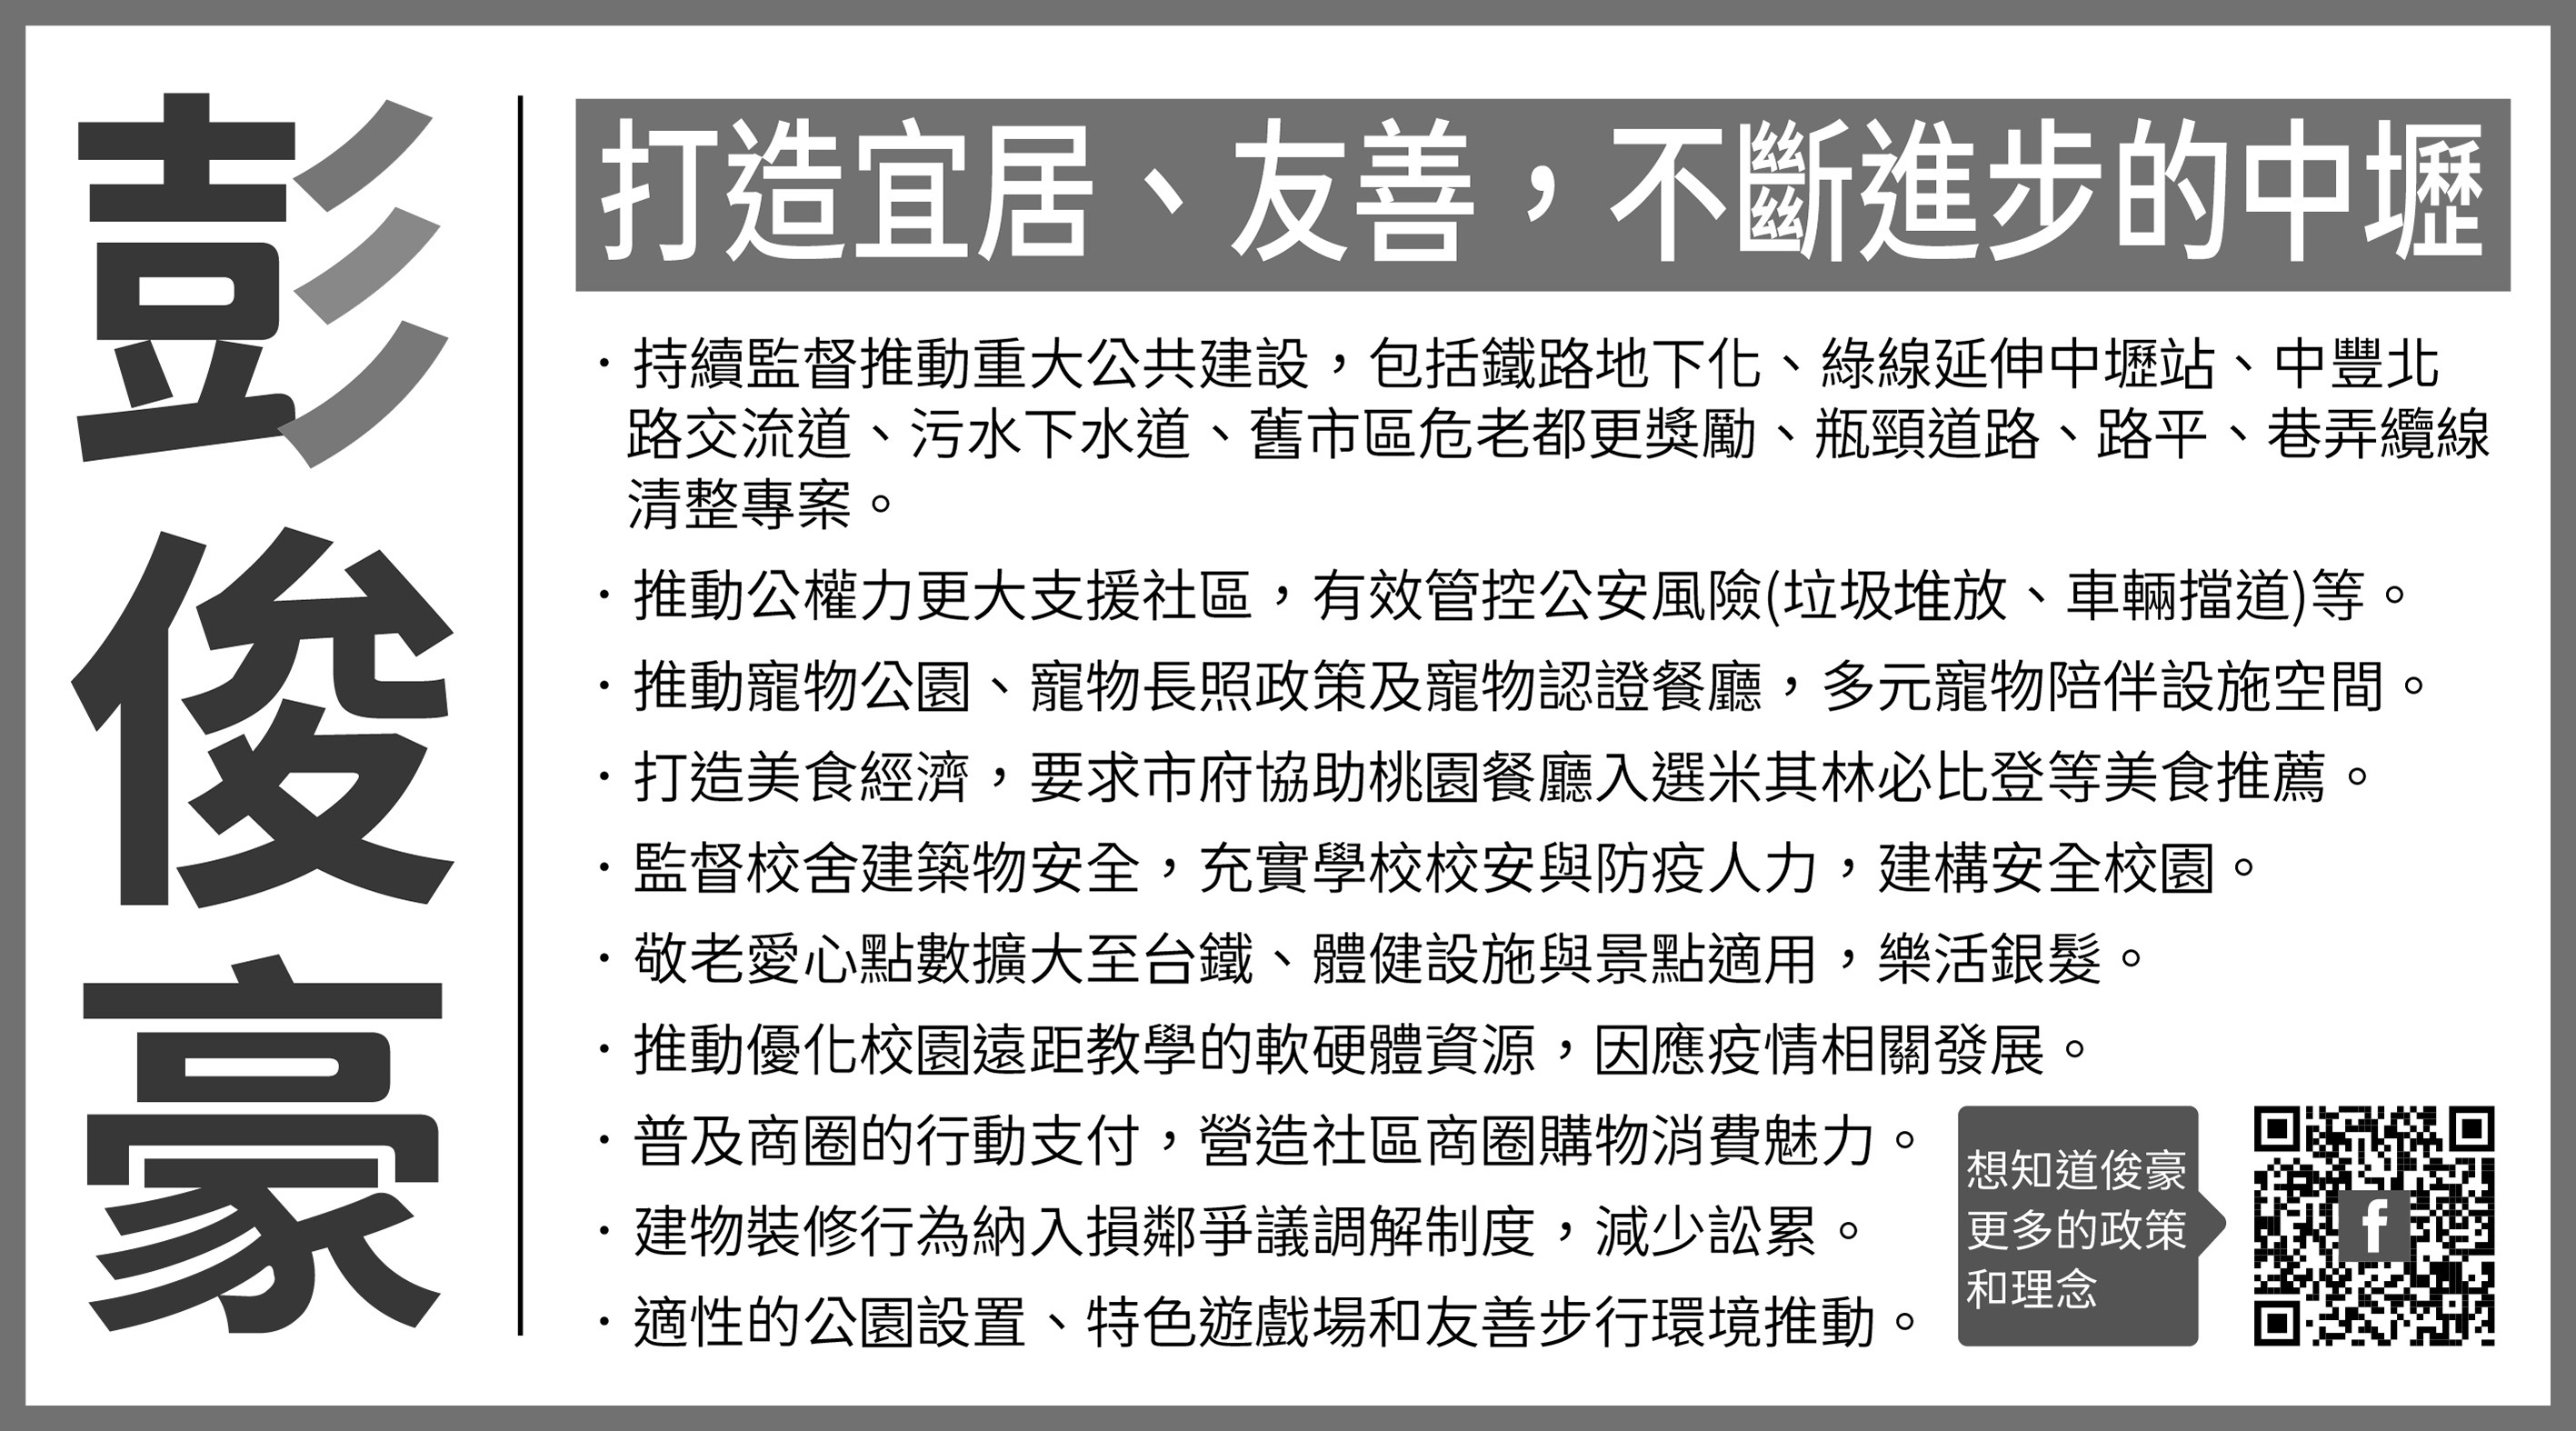 彭俊豪
打造宜居、友善，不斷進步的中壢
·持續監督推動重大公共建設，包括鐵路地下化、綠線延伸中壢站、中豐北
路交流道、污水下水道、舊市區危老都更獎勵、瓶頸道路、路平、巷弄纜線
清整專案。
·推動公權力更大支援社區，有效管控公安風險(垃圾堆放、車輛擋道)等。
·推動寵物公園、寵物長照政策及寵物認證餐廳，多元寵物陪伴設施空間。
·打造美食經濟，要求市府協助桃園餐廳入選米其林必比登等美食推薦。
·監督校舍建築物安全，充實學校校安與防疫人力，建構安全校園。
·敬老愛心點數擴大至台鐵、體健設施與景點適用，樂活銀髮。
·推動優化校園遠距教學的軟硬體資源，因應疫情相關發展。
·普及商圈的行動支付，營造社區商圈購物消費魅力。
·建物裝修行為納入損鄰爭議調解制度，減少訟累。
·適性的公園設置、特色遊戲場和友善步行環境推動。
想知道俊豪
更多的政策
和理念
f